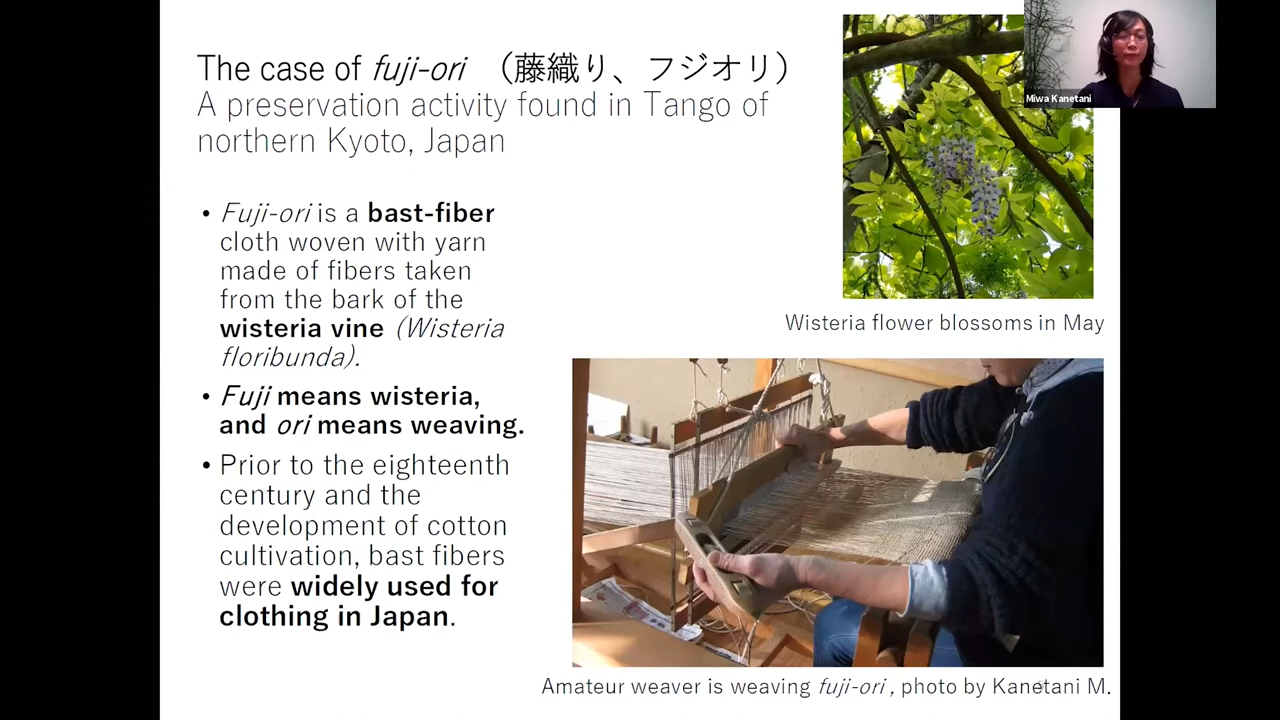 The case of fuji-ori （藤織り、フジオリ）
A preservation activity found in Tango of
northern Kyoto, Japan
Miwa Kanetani
• Fuji-ori is a bast-fiber
cloth woven with yarn
made of fibers taken
from the bark of the
wisteria vine (Wisteria
floribunda).
• Fuji means wisteria,
and ori means weaving.
• Prior to the eighteenth
century and the
development of cotton
cultivation, bast fibers
were widely used for
clothing in Japan.
Wisteria flower blossoms in May
Amateur weaver is weaving fuji-ori , photo by Kanetani M.